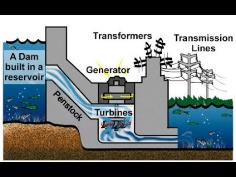 Transformers
Transmission
Lines
A Dam
built in a
reservoir
Generator
Penstock
Turbines